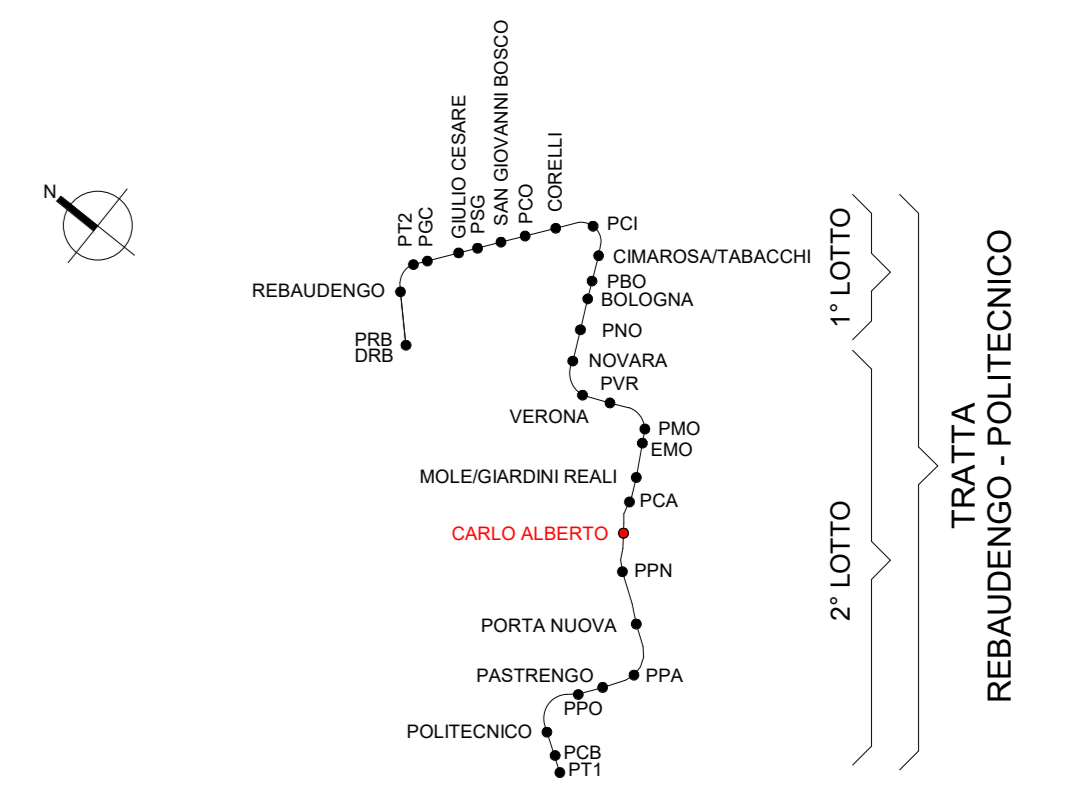 N
PT2
PGC
GIULIO CESARE
PSG
SAN GIOVANNI BOSCO
PCO
CORELLI
PCI
CIMAROSA/TABACCHI
REBAUDENGO
PBO
BOLOGNA
PNO
PRB
DRB
NOVARA
PVR
VERONA
PMO
EMO
MOLE/GIARDINI REALI
PCA
CARLO ALBERTO
PPN
PORTA NUOVA
PASTRENGO
PPA
PPO
POLITECNICO
PCB
PT1
1° LOTTO
2° LOTTO
TRATTA
REBAUDENGO - POLITECNICO